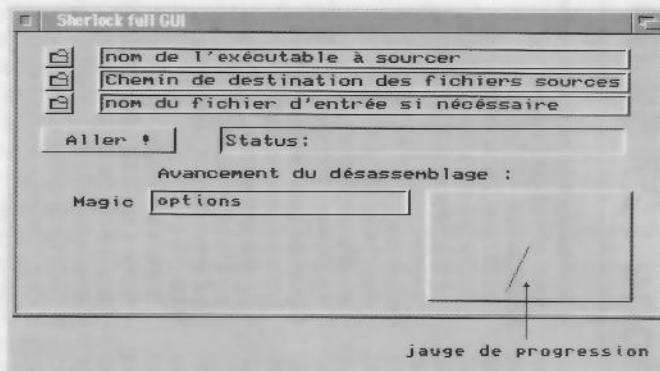 Sherlock full GUI
nom de l'exécutable à sourcer
Chemin de destination des fichiers sources
nom du fichier d'entrée si nécéssaire
Aller !
Status:
Avancement du désassemblage :
Magic options
jauge de progression